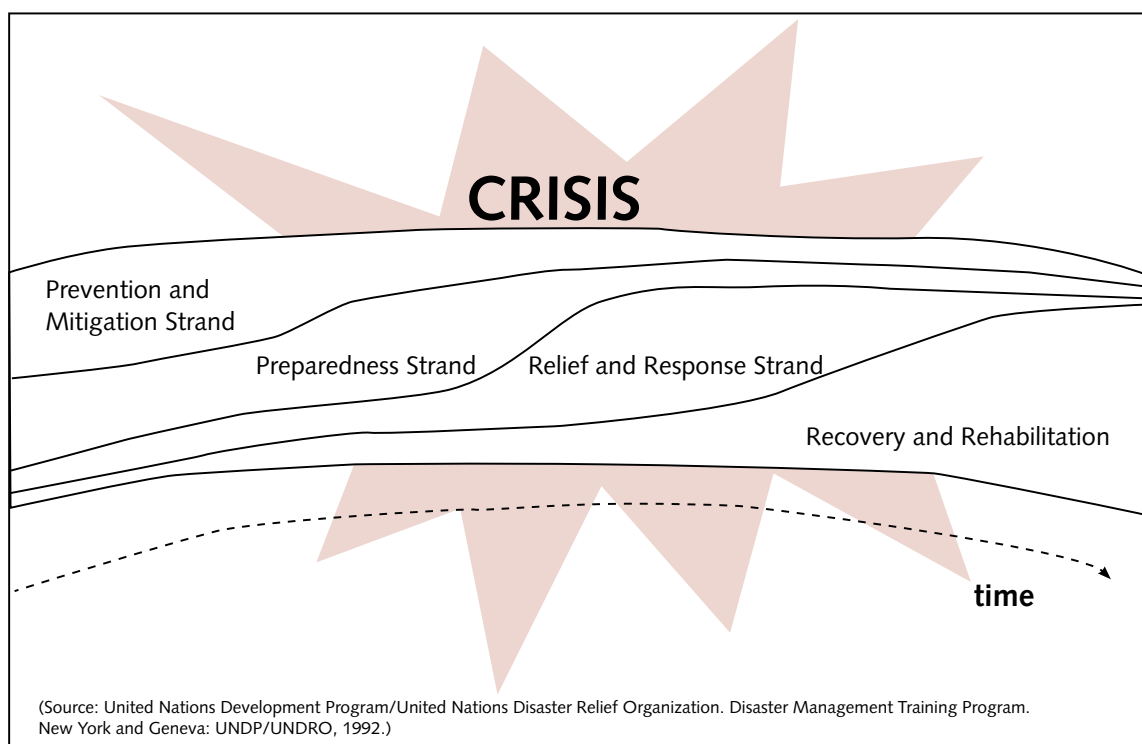 CRISIS
Prevention and
Mitigation Strand
Preparedness Strand
Relief and Response Strand
Recovery and Rehabilitation
time
(Source: United Nations Development Program/United Nations Disaster Relief Organization. Disaster Management Training Program.
New York and Geneva: UNDP/UNDRO, 1992.)